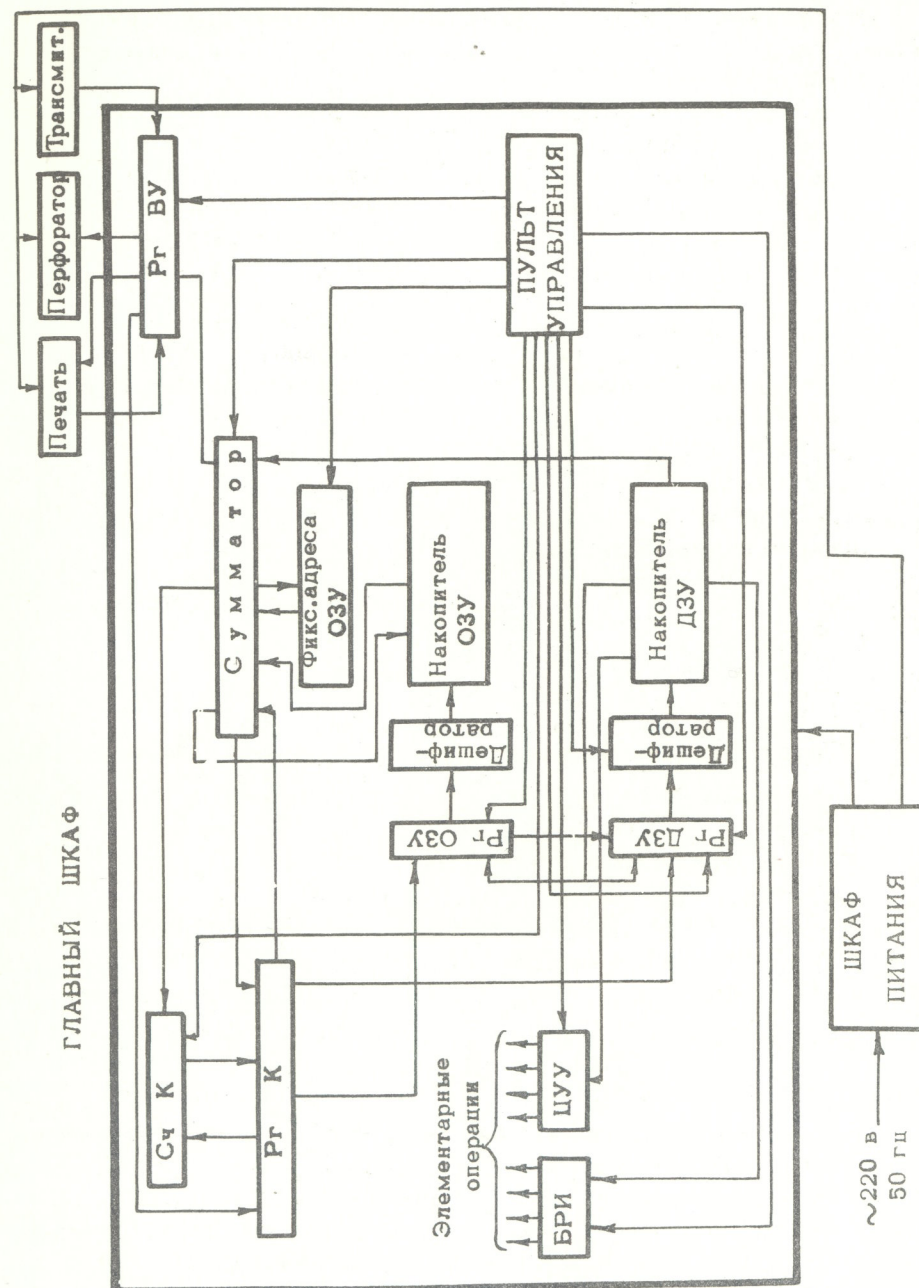 ГЛАВНЫЙ ШКАФ
Сч К
Рг К
Сумматор
Рг ВУ
Печать
Перфоратор
Трансмит.
Фикс.адреса
ОЗУ
Рг ОЗУ
Дешиф-
ратор
Накопитель
ОЗУ
Элементарные
операции
БРИ
ЦУУ
Рг ДЗУ
Дешиф-
ратор
Накопитель
ДЗУ
ПУЛЬТ
УПРАВЛЕНИЯ
~220 в
50 гц
ШКАФ
ПИТАНИЯ